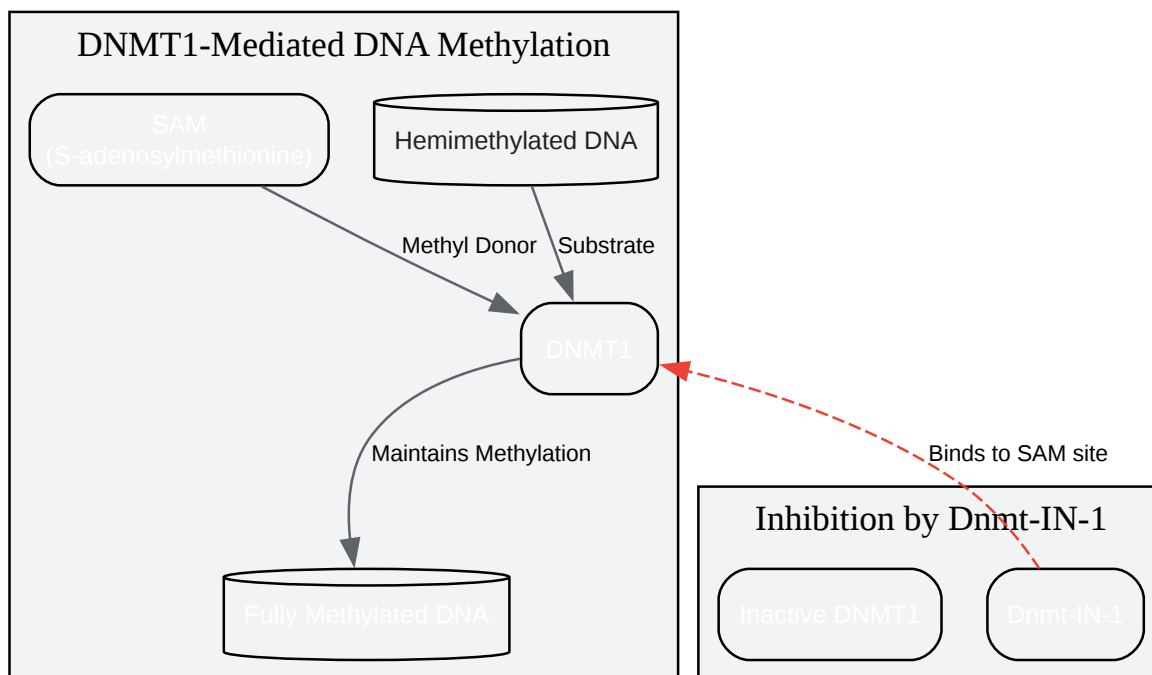 DNMT1-Mediated DNA Methylation
SAM
(S-adenosylmethionine)
Hemimethylated DNA
Methyl Donor
Substrate
DNMT1
Maintains Methylation
Binds to SAM site
Inhibition by Dnmt-IN-1
Fully Methylated DNA
Inactive DNMT1
Dnmt-IN-1